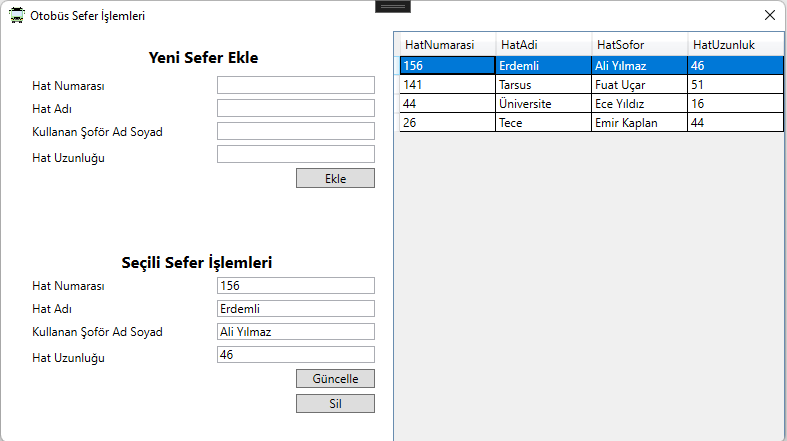 Otobüs Sefer İşlemleri
Yeni Sefer Ekle
Hat Numarası
Hat Adı
Kullanan Şoför Ad Soyad
Hat Uzunluğu
Ekle
Seçili Sefer İşlemleri
Hat Numarası 156
Hat Adı Erdemli
Kullanan Şoför Ad Soyad Ali Yılmaz
Hat Uzunluğu 46
Güncelle
Sil
HatNumarasi HatAdi HatSofor HatUzunluk
156 Erdemli Ali Yılmaz 46
141 Tarsus Fuat Uçar 51
44 Üniversite Ece Yıldız 16
26 Tece Emir Kaplan 44